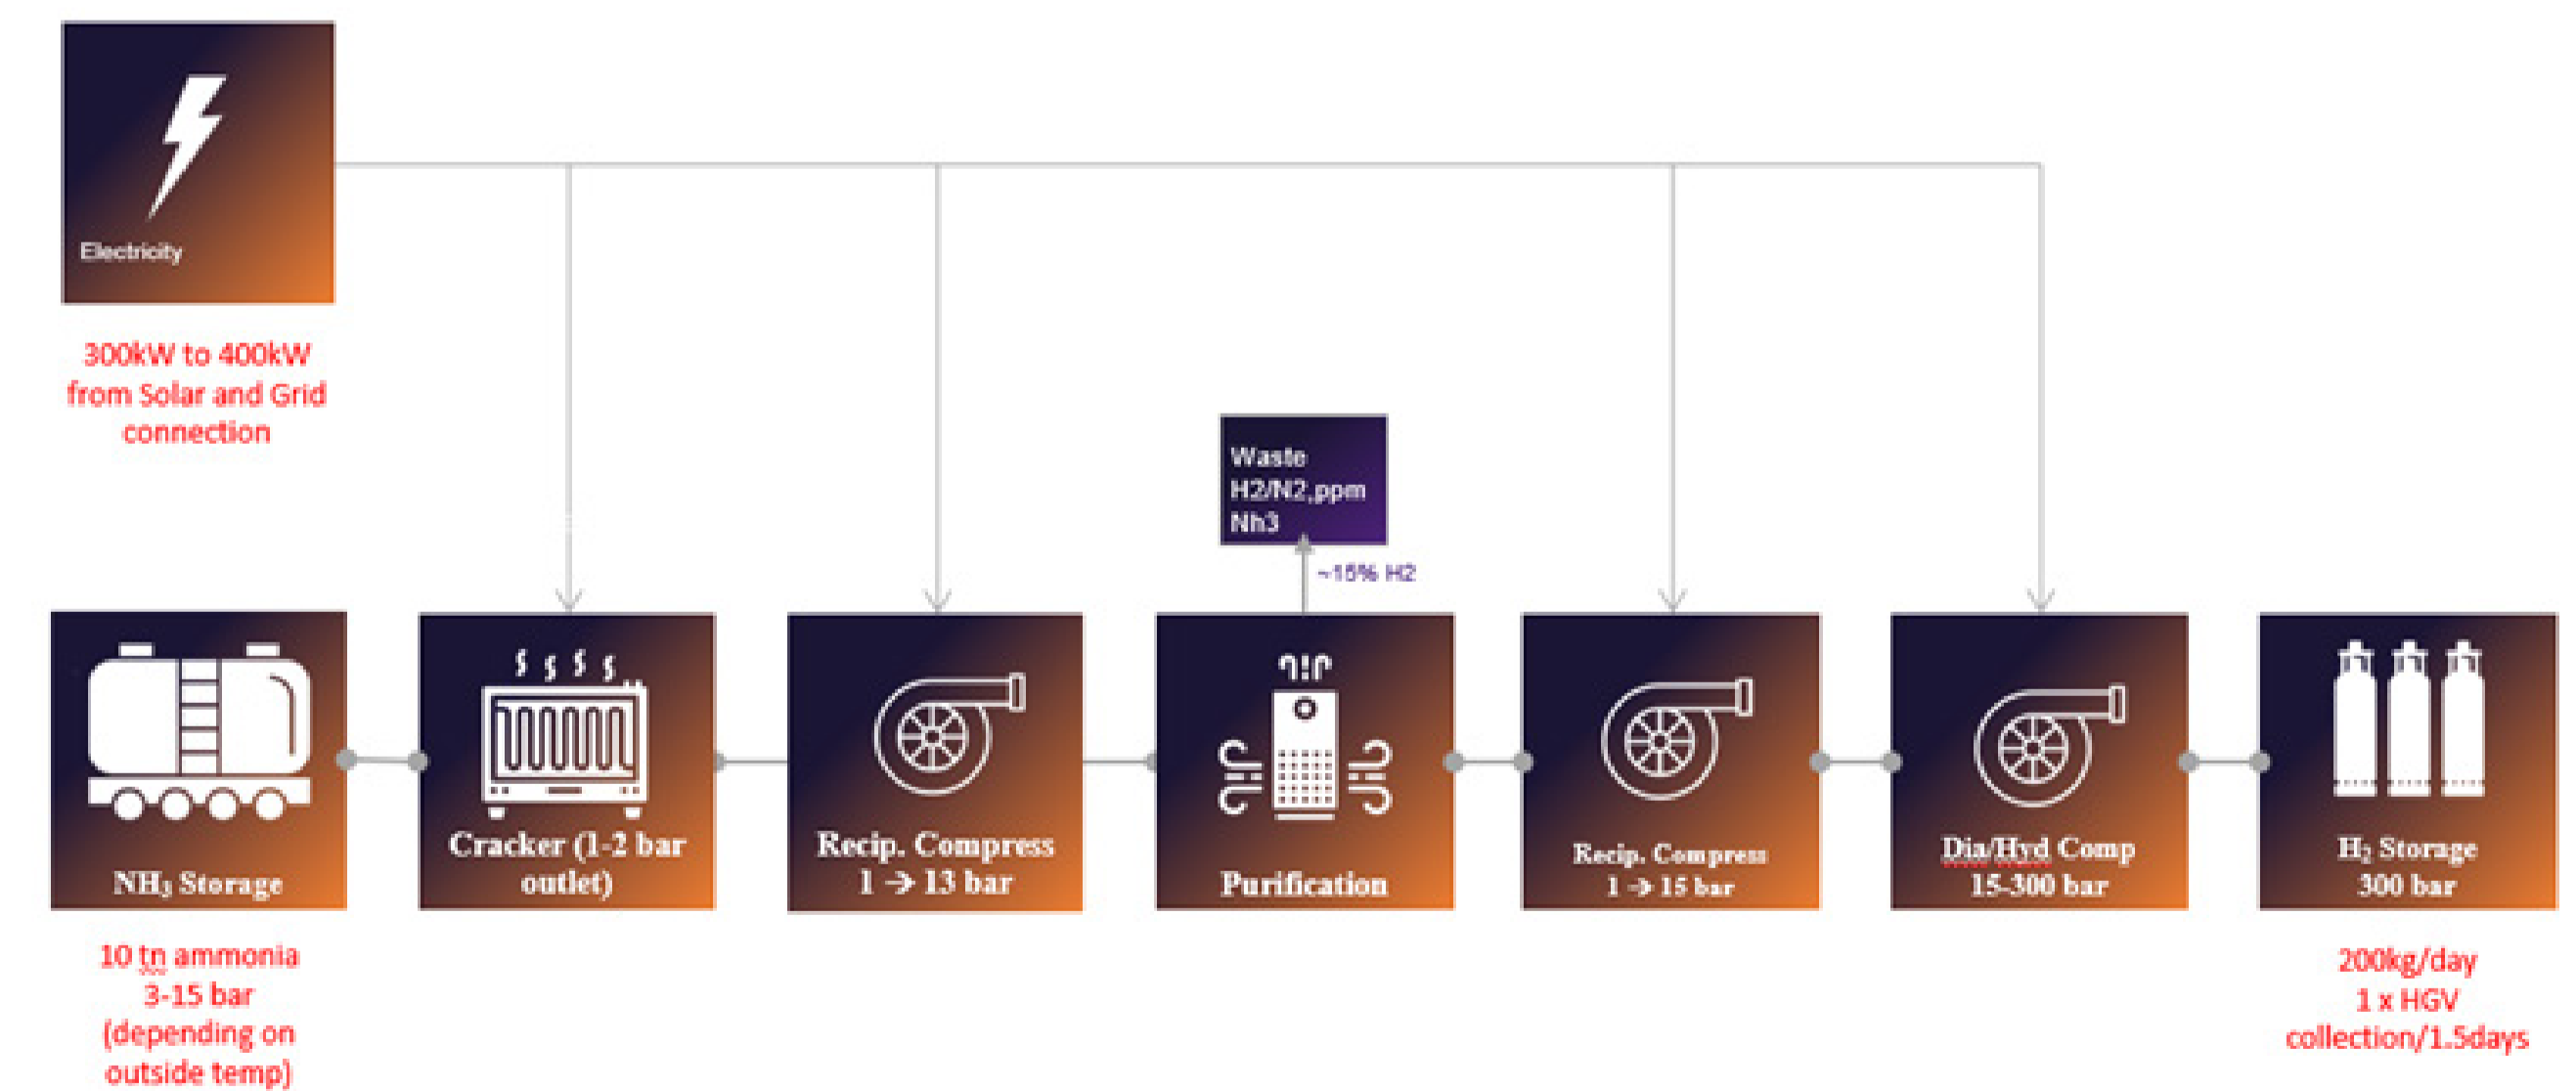 Electricity
300kW to 400kW
from Solar and Grid
connection
Waste
H2/N2,ppm
Nh3
~15% H2
NH₃ Storage
Cracker (1-2 bar
outlet)
Recip. Compress
1 → 13 bar
Purification
Recip. Compress
1 → 15 bar
Dia/Hyd Comp
15-300 bar
H₂ Storage
300 bar
10 tn ammonia
3-15 bar
(depending on
outside temp)
200kg/day
1 x HGV
collection/1.5days